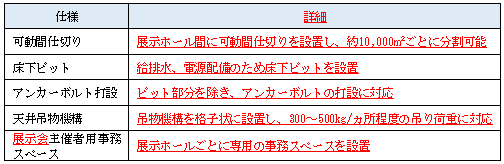 仕様 詳細
可動間仕切り 展示ホール間に可動間仕切りを設置し、約10,000㎡ごとに分割可能
床下ピット 給排水、電源配備のため床下ピットを設置
アンカーボルト打設 ピット部分を除き、アンカーボルトの打設に対応
天井吊物機構 吊物機構を格子状に設置し、300～500kg/ヵ所程度の吊り荷重に対応
展示会主催者用事務
スペース 展示ホールごとに専用の事務スペースを設置